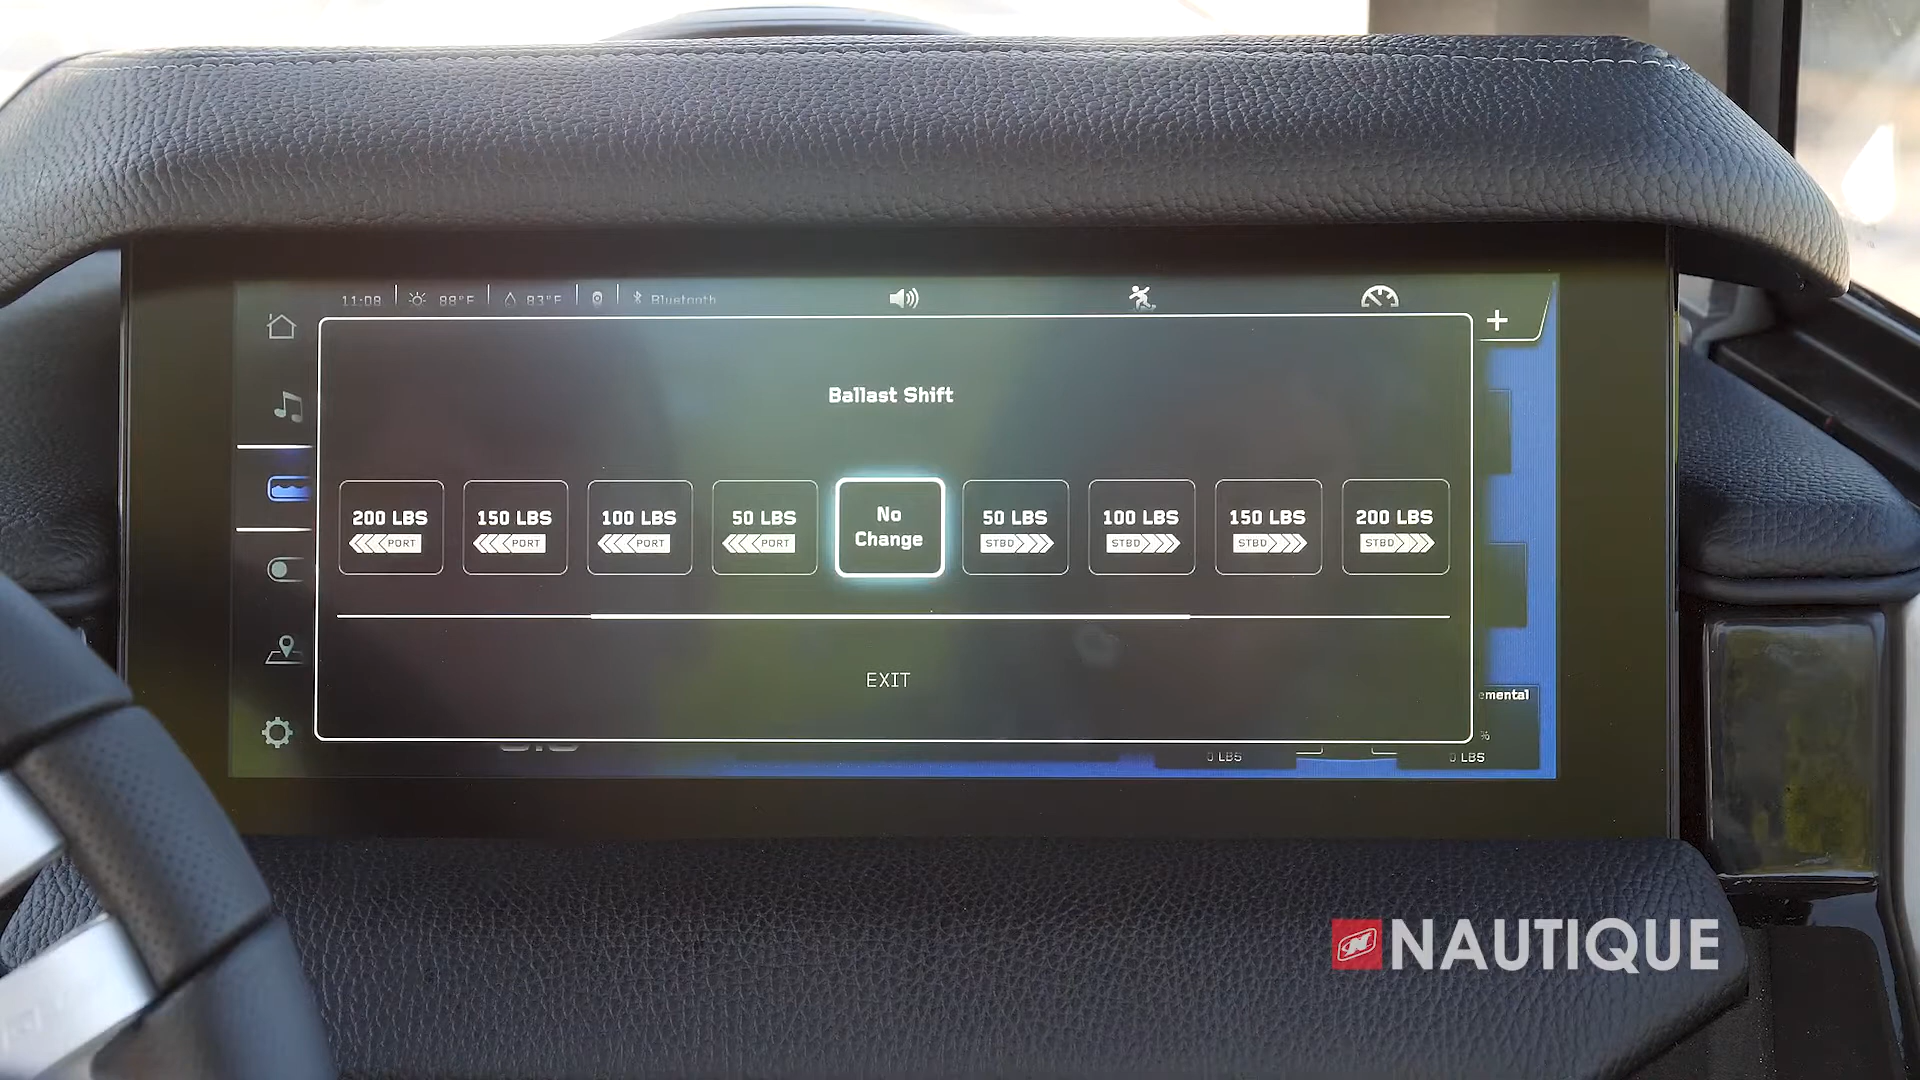 11:08 88°F 83°F Bluetooth
Ballast Shift
200 LBS 150 LBS 100 LBS 50 LBS No Change 50 LBS 100 LBS 150 LBS 200 LBS
PORT PORT PORT PORT STBD STBD STBD STBD
EXIT
emental
%
0 LBS 0 LBS
NAUTIQUE